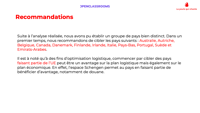 OPENCLASSROOMS
Recommandations
Suite à l'analyse réalisée, nous avons pu établir un groupe de pays bien distinct. Dans un
premier temps, nous recommandons de cibler les pays suivants : Australie, Autriche,
Belgique, Canada, Danemark, Finlande, Irlande, Italie, Pays-Bas, Portugal, Suède et
Emirats-Arabes.
Il est à noté qu'à des fins d'optimisation logistique, commencer par cibler des pays
faisant partie de l'UE peut être un avantage sur le plan logistique mais également sur le
plan économique. En effet, l'espace Schengen permet au pays en faisant partie de
bénéficier d'avantage, notamment de douane.